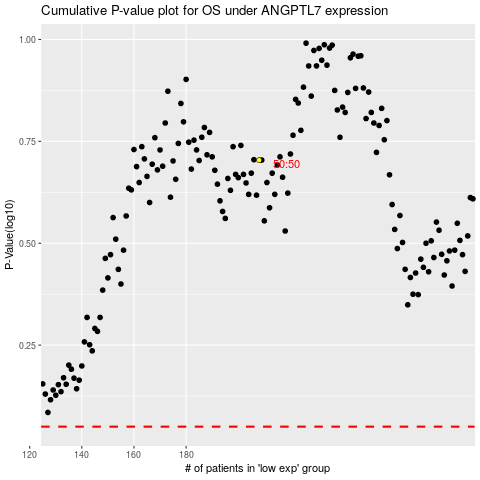 Cumulative P-value plot for OS under ANGPTL7 expression
P-Value(log10)
1.00
0.75
0.50
0.25
50:50
120 140 160 180
# of patients in 'low exp' group